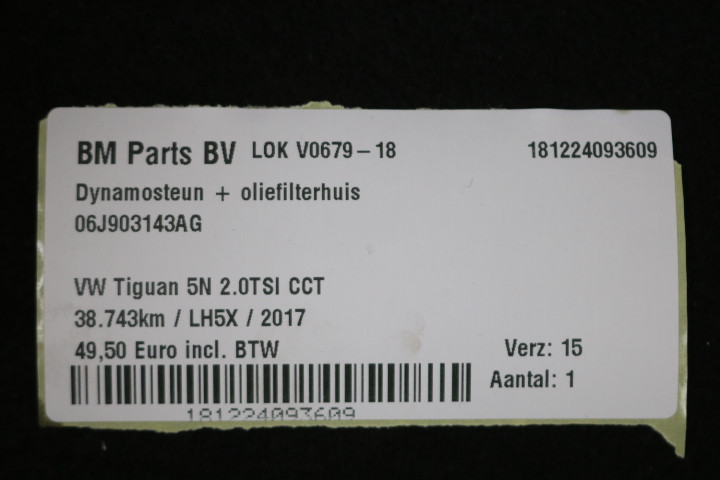 BM Parts BV LOK V0679-18 181224093609
Dynamosteun + oliefilterhuis
06J903143AG
VW Tiguan 5N 2.0TSI CCT
38.743km / LH5X / 2017
49,50 Euro incl. BTW Verz: 15
Aantal: 1
181224093609